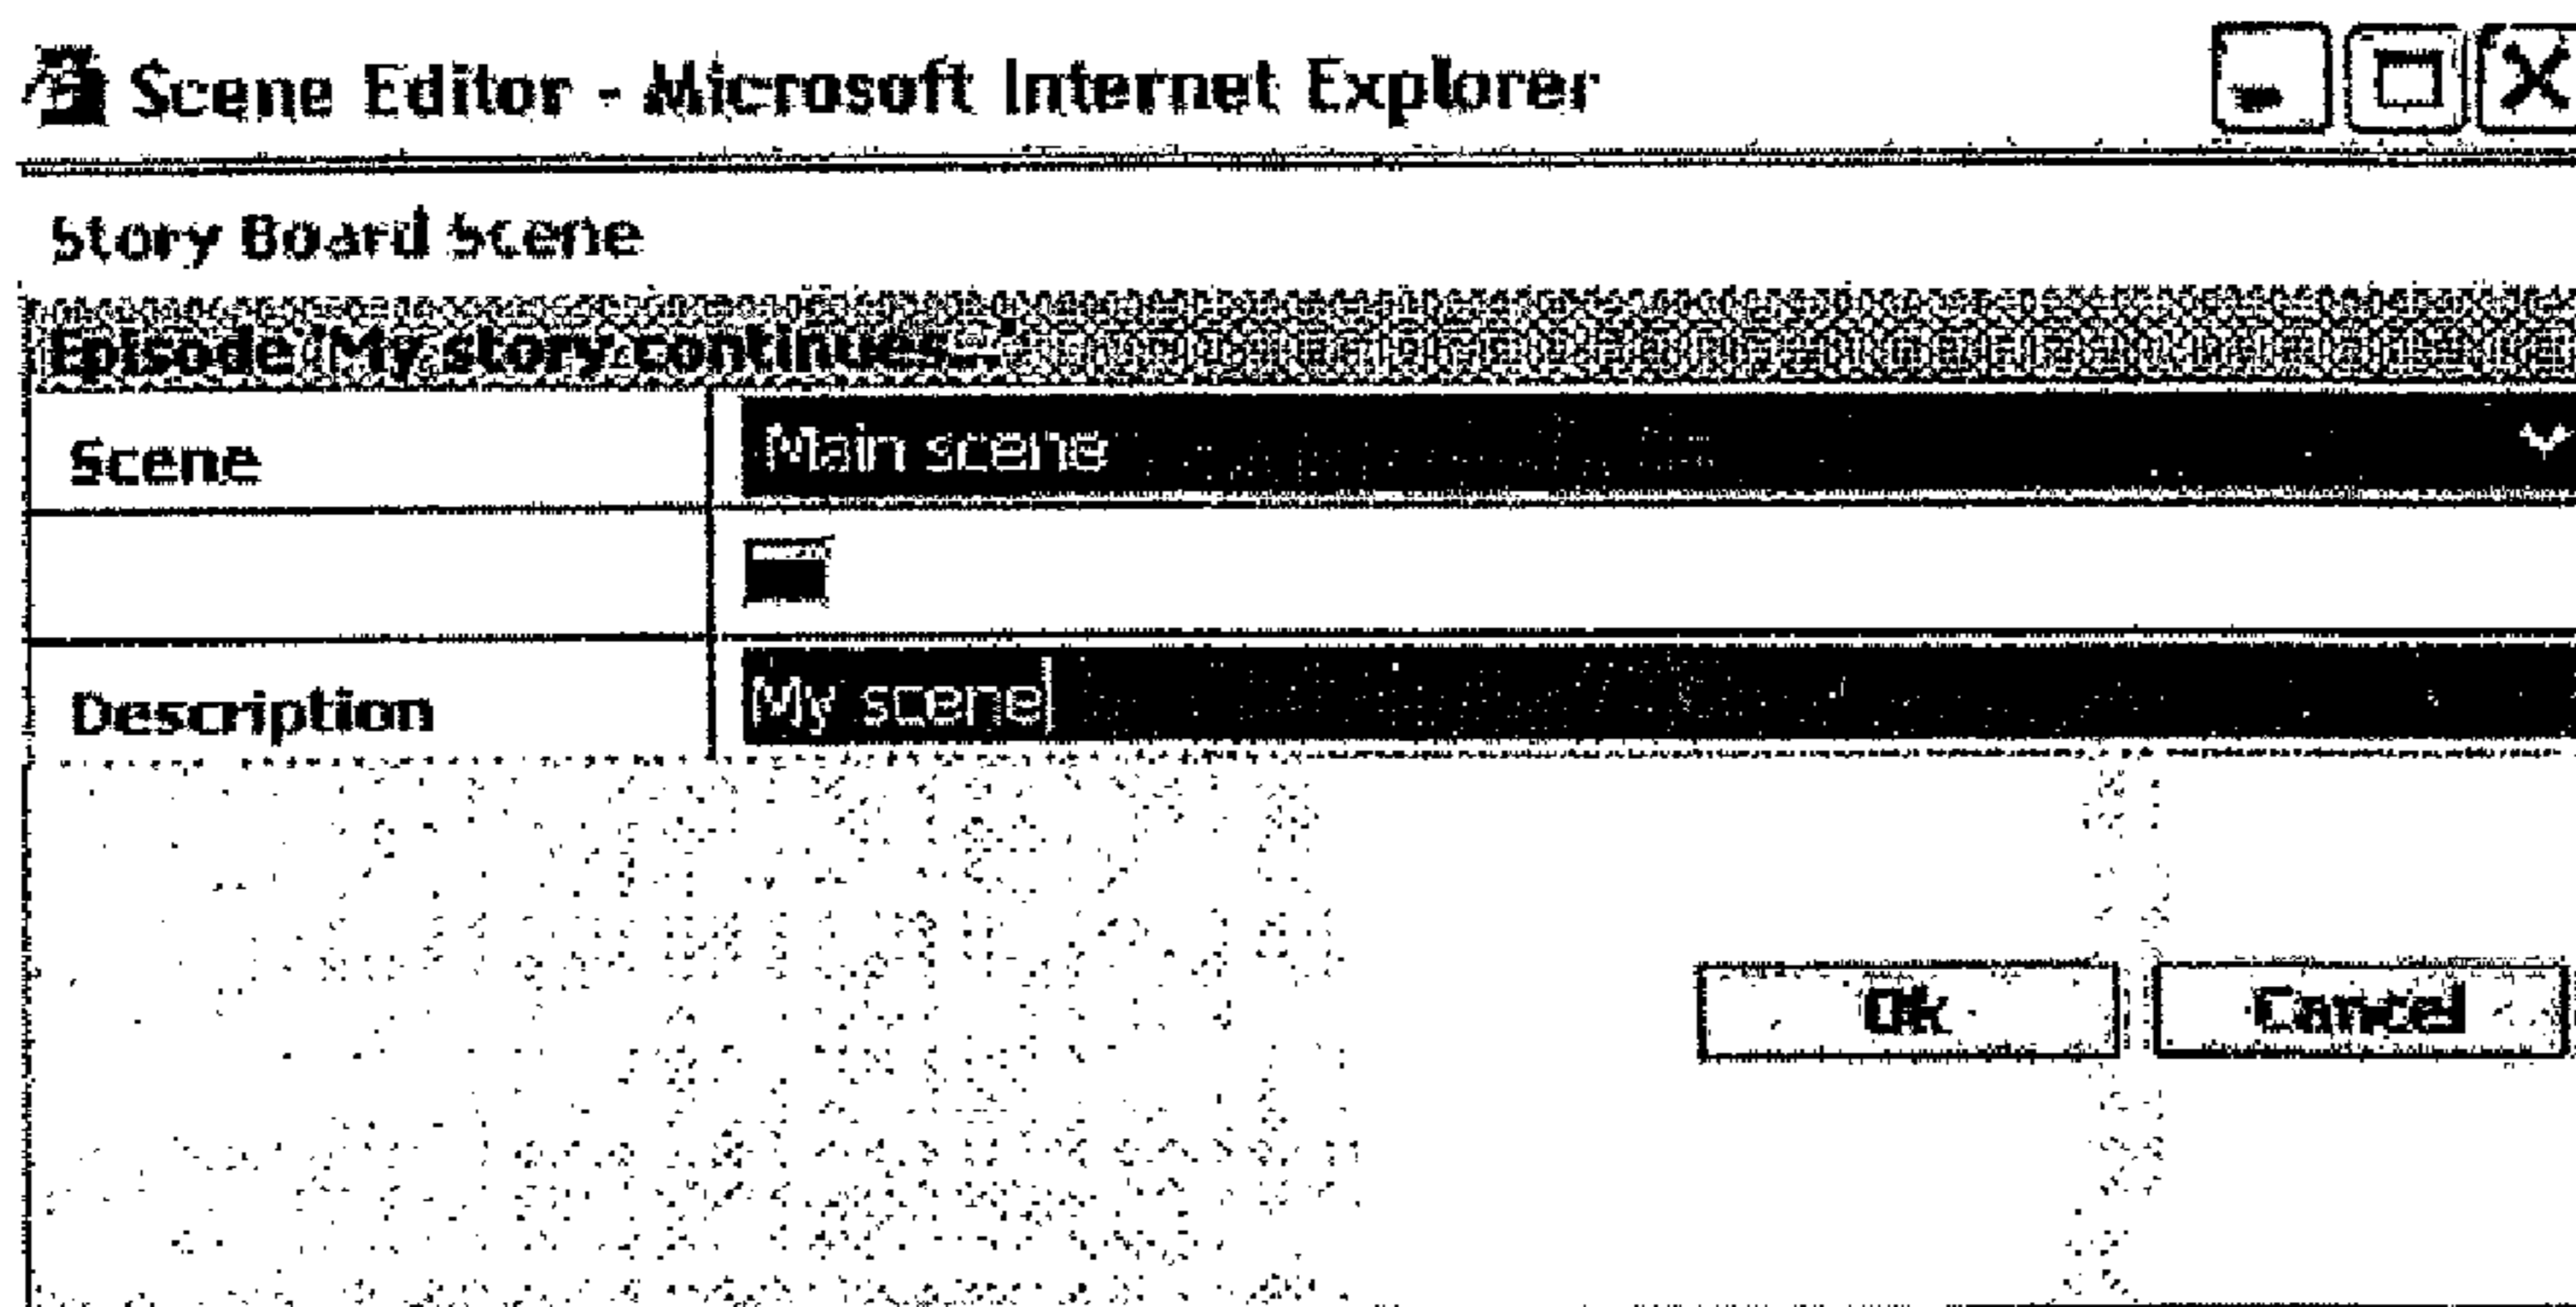 Scene Editor - Microsoft Internet Explorer
Story Board Scene
Episode 'My story continues...'
Scene
Main scene
Description
My scene
Ok
Cancel